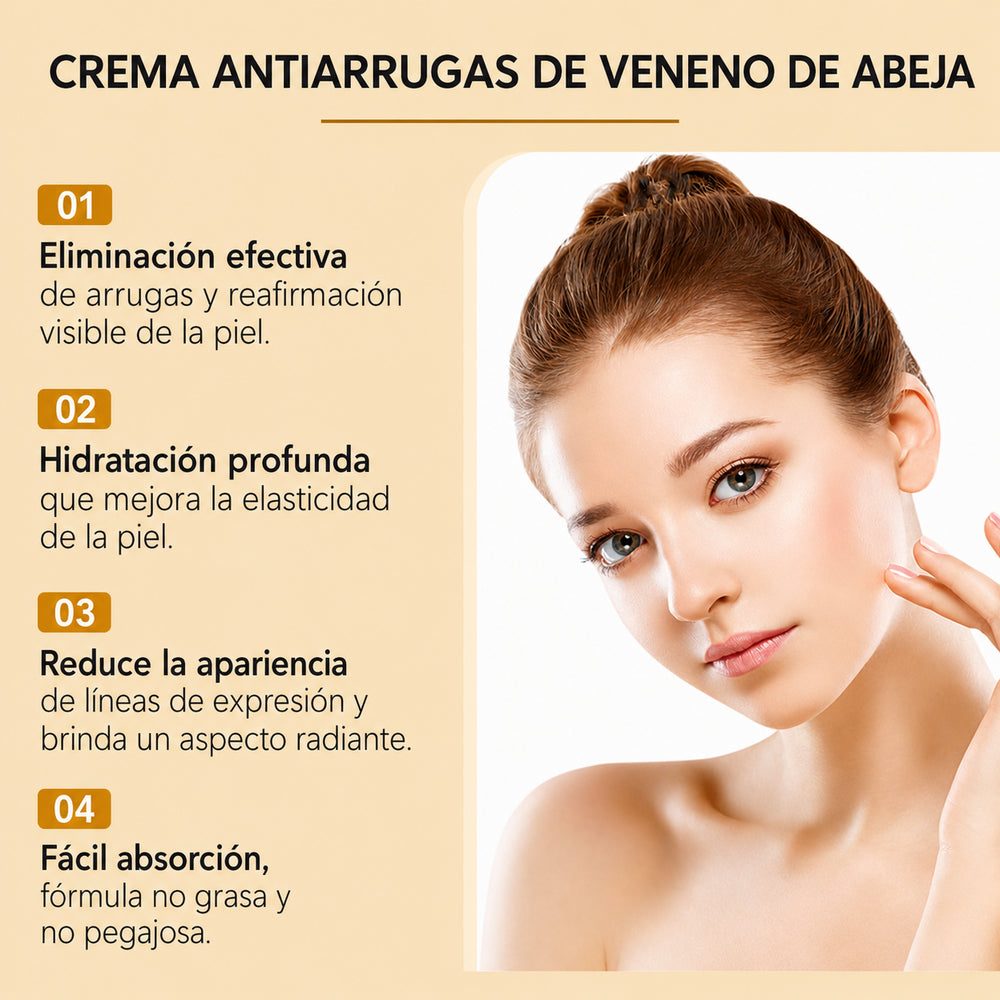 CREMA ANTIARRUGAS DE VENENO DE ABEJA
01
Eliminación efectiva
de arrugas y reafirmación
visible de la piel.
02
Hidratación profunda
que mejora la elasticidad
de la piel.
03
Reduce la apariencia
de líneas de expresión y
brinda un aspecto radiante.
04
Fácil absorción,
fórmula no grasa y
no pegajosa.